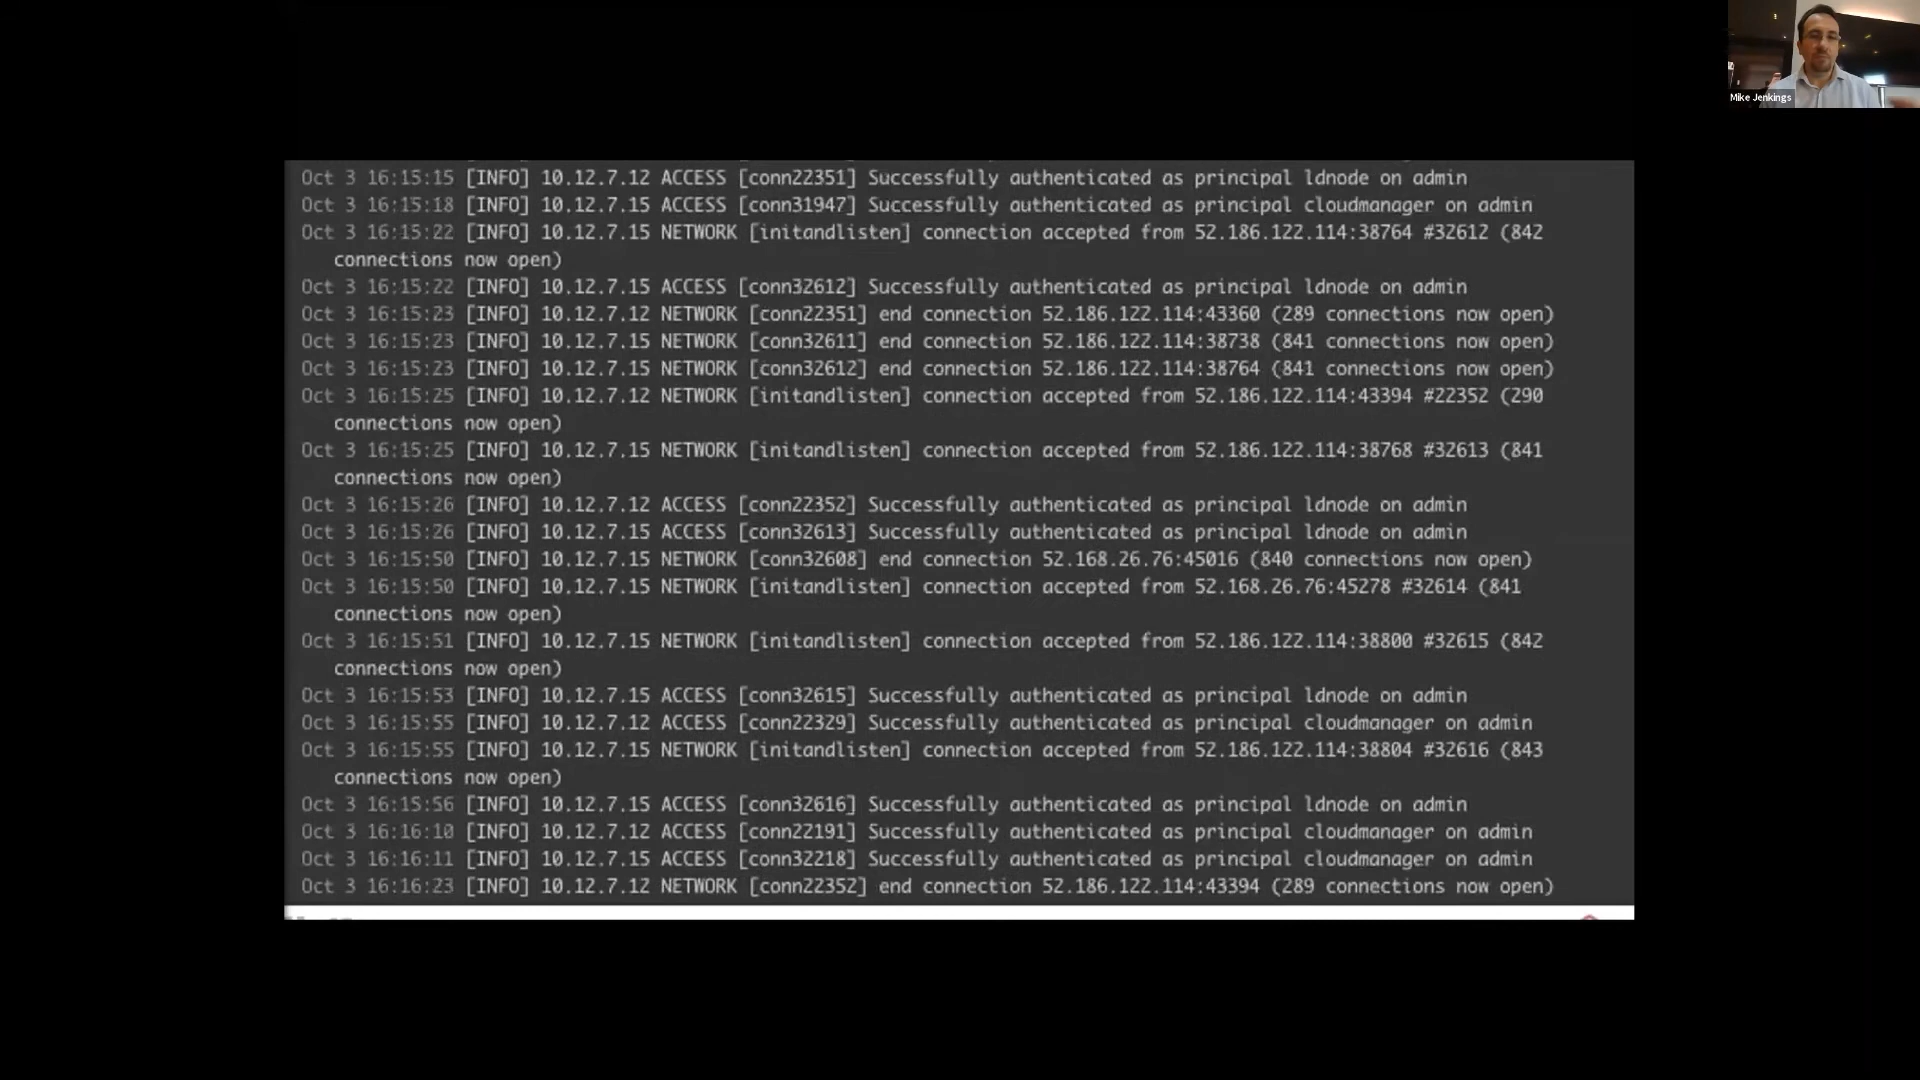 Mike Jenkings
Oct 3 16:15:15 [INFO] 10.12.7.12 ACCESS [conn22351] Successfully authenticated as principal ldnode on admin
Oct 3 16:15:18 [INFO] 10.12.7.15 ACCESS [conn31947] Successfully authenticated as principal cloudmanager on admin
Oct 3 16:15:22 [INFO] 10.12.7.15 NETWORK [initandlisten] connection accepted from 52.186.122.114:38764 #32612 (842
connections now open)
Oct 3 16:15:22 [INFO] 10.12.7.15 ACCESS [conn32612] Successfully authenticated as principal ldnode on admin
Oct 3 16:15:23 [INFO] 10.12.7.12 NETWORK [conn22351] end connection 52.186.122.114:43360 (289 connections now open)
Oct 3 16:15:23 [INFO] 10.12.7.15 NETWORK [conn32611] end connection 52.186.122.114:38738 (841 connections now open)
Oct 3 16:15:23 [INFO] 10.12.7.15 NETWORK [conn32612] end connection 52.186.122.114:38764 (841 connections now open)
Oct 3 16:15:25 [INFO] 10.12.7.12 NETWORK [initandlisten] connection accepted from 52.186.122.114:43394 #22352 (290
connections now open)
Oct 3 16:15:25 [INFO] 10.12.7.15 NETWORK [initandlisten] connection accepted from 52.186.122.114:38768 #32613 (841
connections now open)
Oct 3 16:15:26 [INFO] 10.12.7.12 ACCESS [conn22352] Successfully authenticated as principal ldnode on admin
Oct 3 16:15:26 [INFO] 10.12.7.15 ACCESS [conn32613] Successfully authenticated as principal ldnode on admin
Oct 3 16:15:50 [INFO] 10.12.7.15 NETWORK [conn32608] end connection 52.168.26.76:45016 (840 connections now open)
Oct 3 16:15:50 [INFO] 10.12.7.15 NETWORK [initandlisten] connection accepted from 52.168.26.76:45278 #32614 (841
connections now open)
Oct 3 16:15:51 [INFO] 10.12.7.15 NETWORK [initandlisten] connection accepted from 52.186.122.114:38800 #32615 (842
connections now open)
Oct 3 16:15:53 [INFO] 10.12.7.15 ACCESS [conn32615] Successfully authenticated as principal ldnode on admin
Oct 3 16:15:55 [INFO] 10.12.7.12 ACCESS [conn22329] Successfully authenticated as principal cloudmanager on admin
Oct 3 16:15:55 [INFO] 10.12.7.15 NETWORK [initandlisten] connection accepted from 52.186.122.114:38804 #32616 (843
connections now open)
Oct 3 16:15:56 [INFO] 10.12.7.15 ACCESS [conn32616] Successfully authenticated as principal ldnode on admin
Oct 3 16:16:10 [INFO] 10.12.7.12 ACCESS [conn22191] Successfully authenticated as principal cloudmanager on admin
Oct 3 16:16:11 [INFO] 10.12.7.15 ACCESS [conn32218] Successfully authenticated as principal cloudmanager on admin
Oct 3 16:16:23 [INFO] 10.12.7.12 NETWORK [conn22352] end connection 52.186.122.114:43394 (289 connections now open)